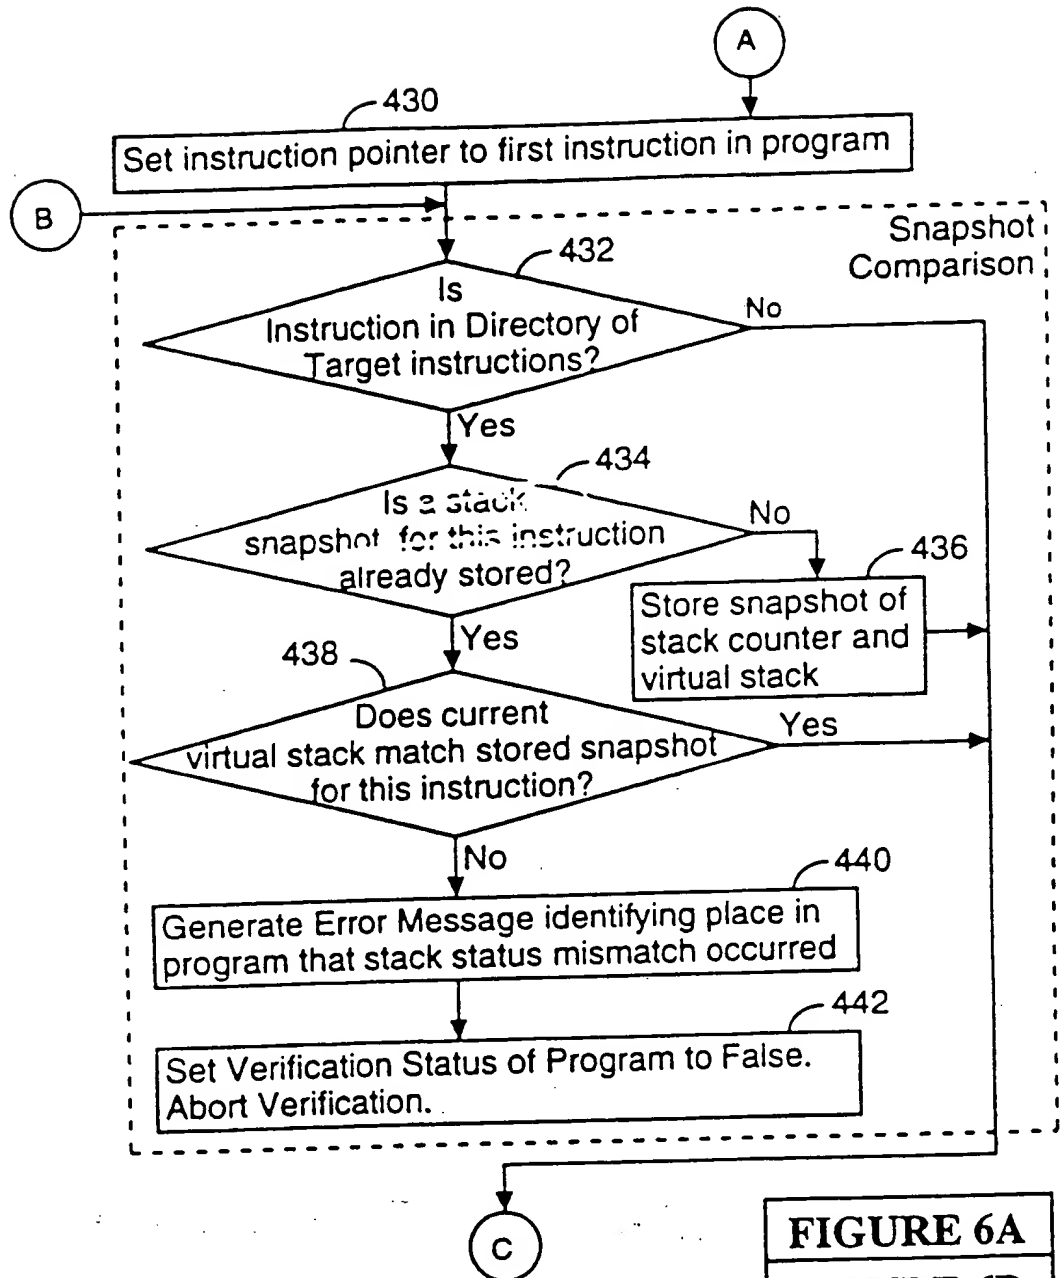 A
430
Set instruction pointer to first instruction in program
B
Snapshot
Comparison
432
Is
Instruction in Directory of
Target instructions?
No
Yes
434
Is a stack
snapshot for this instruction
already stored?
No
436
Store snapshot of
stack counter and
virtual stack
Yes
438
Does current
virtual stack match stored snapshot
for this instruction?
Yes
No
440
Generate Error Message identifying place in
program that stack status mismatch occurred
442
Set Verification Status of Program to False.
Abort Verification.
C
FIGURE 6A